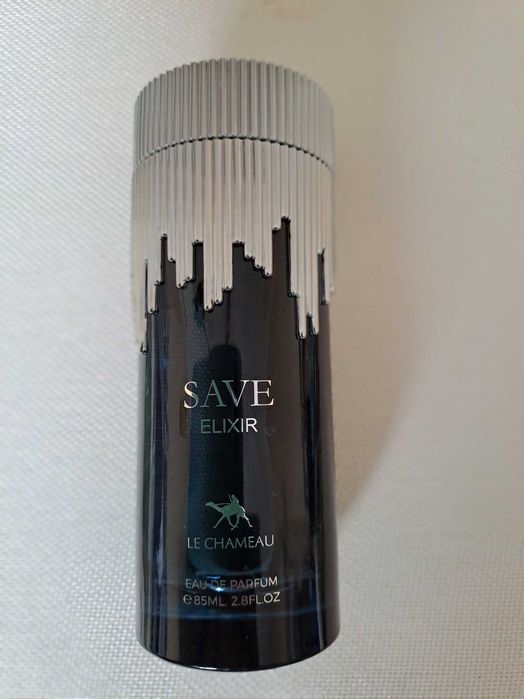 SAVE
ELIXIR
LE CHAMEAU
EAU DE PARFUM
℮85ML. 2.8FL.OZ